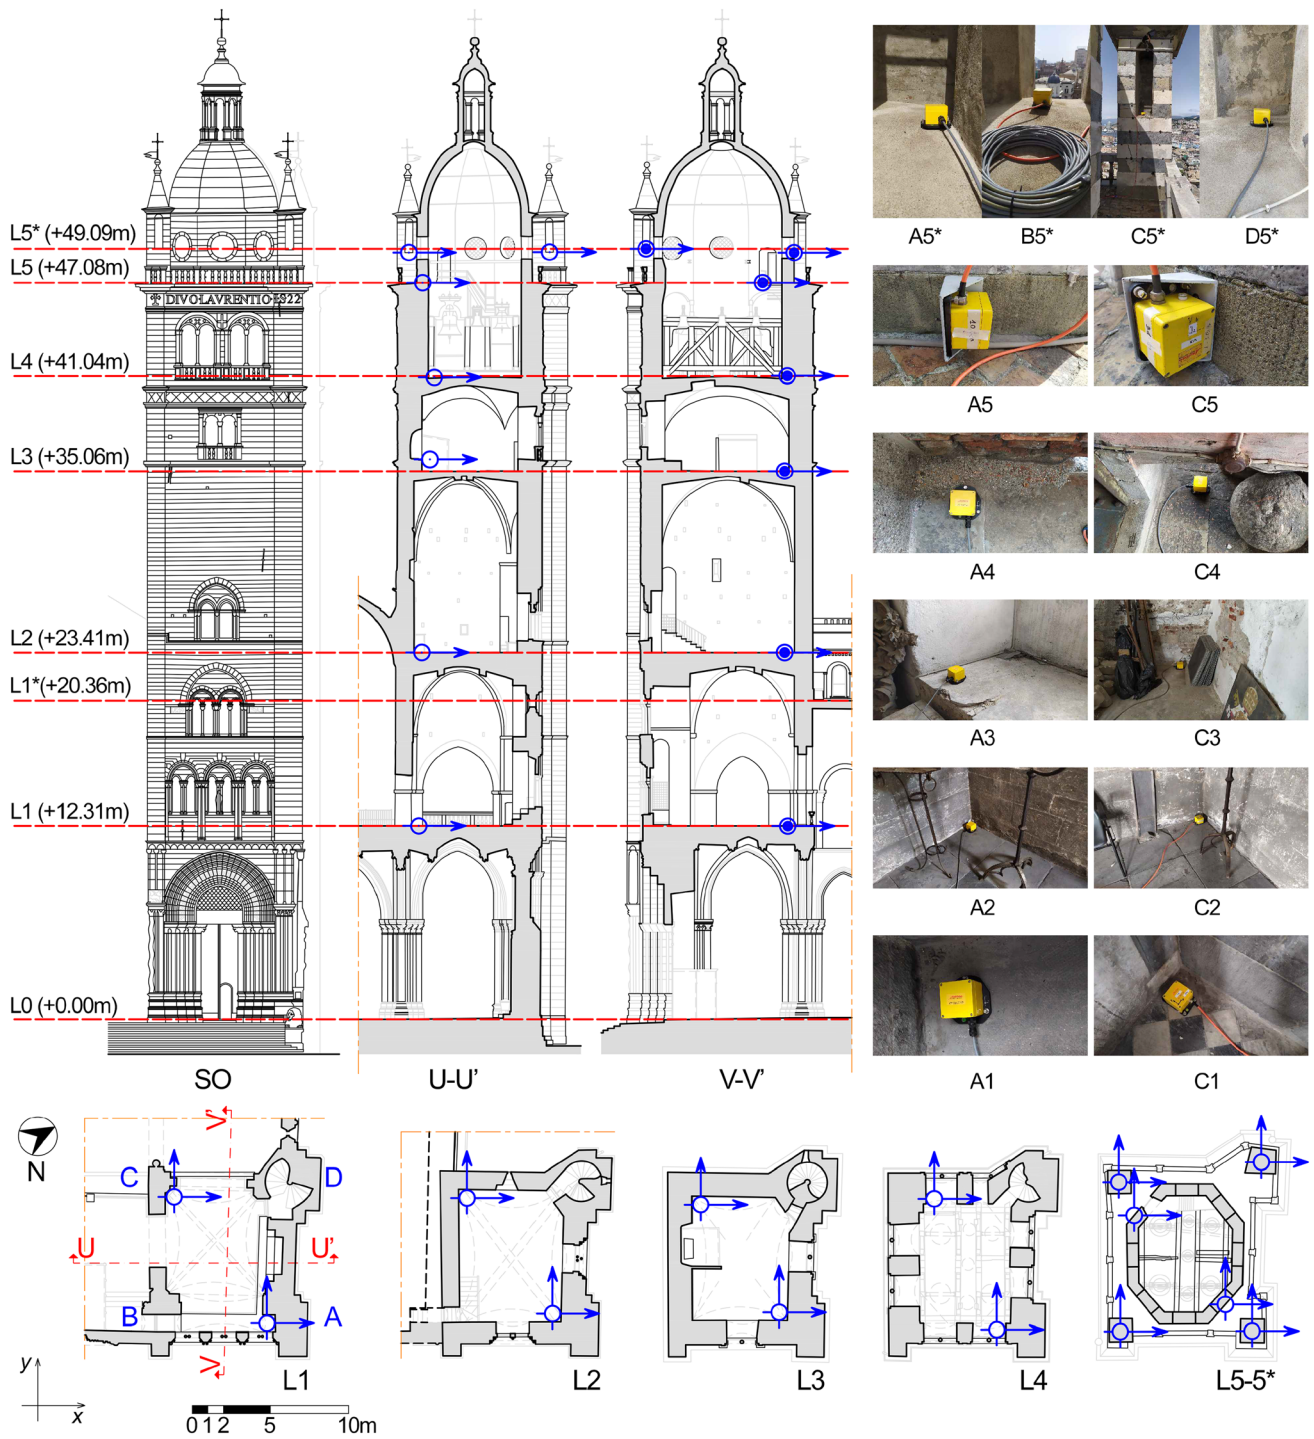 L5* (+49.09m)
L5 (+47.08m)
L4 (+41.04m)
L3 (+35.06m)
L2 (+23.41m)
L1*(+20.36m)
L1 (+12.31m)
L0 (+0.00m)
DIVO·LAVRENTIO·1522
SO
U-U'
V-V'
A5*
B5*
C5*
D5*
A5
C5
A4
C4
A3
C3
A2
C2
A1
C1
N
V'
C
D
U
U'
B
A
V
L1
L2
L3
L4
L5-5*
y
x
0 1 2 5 10m